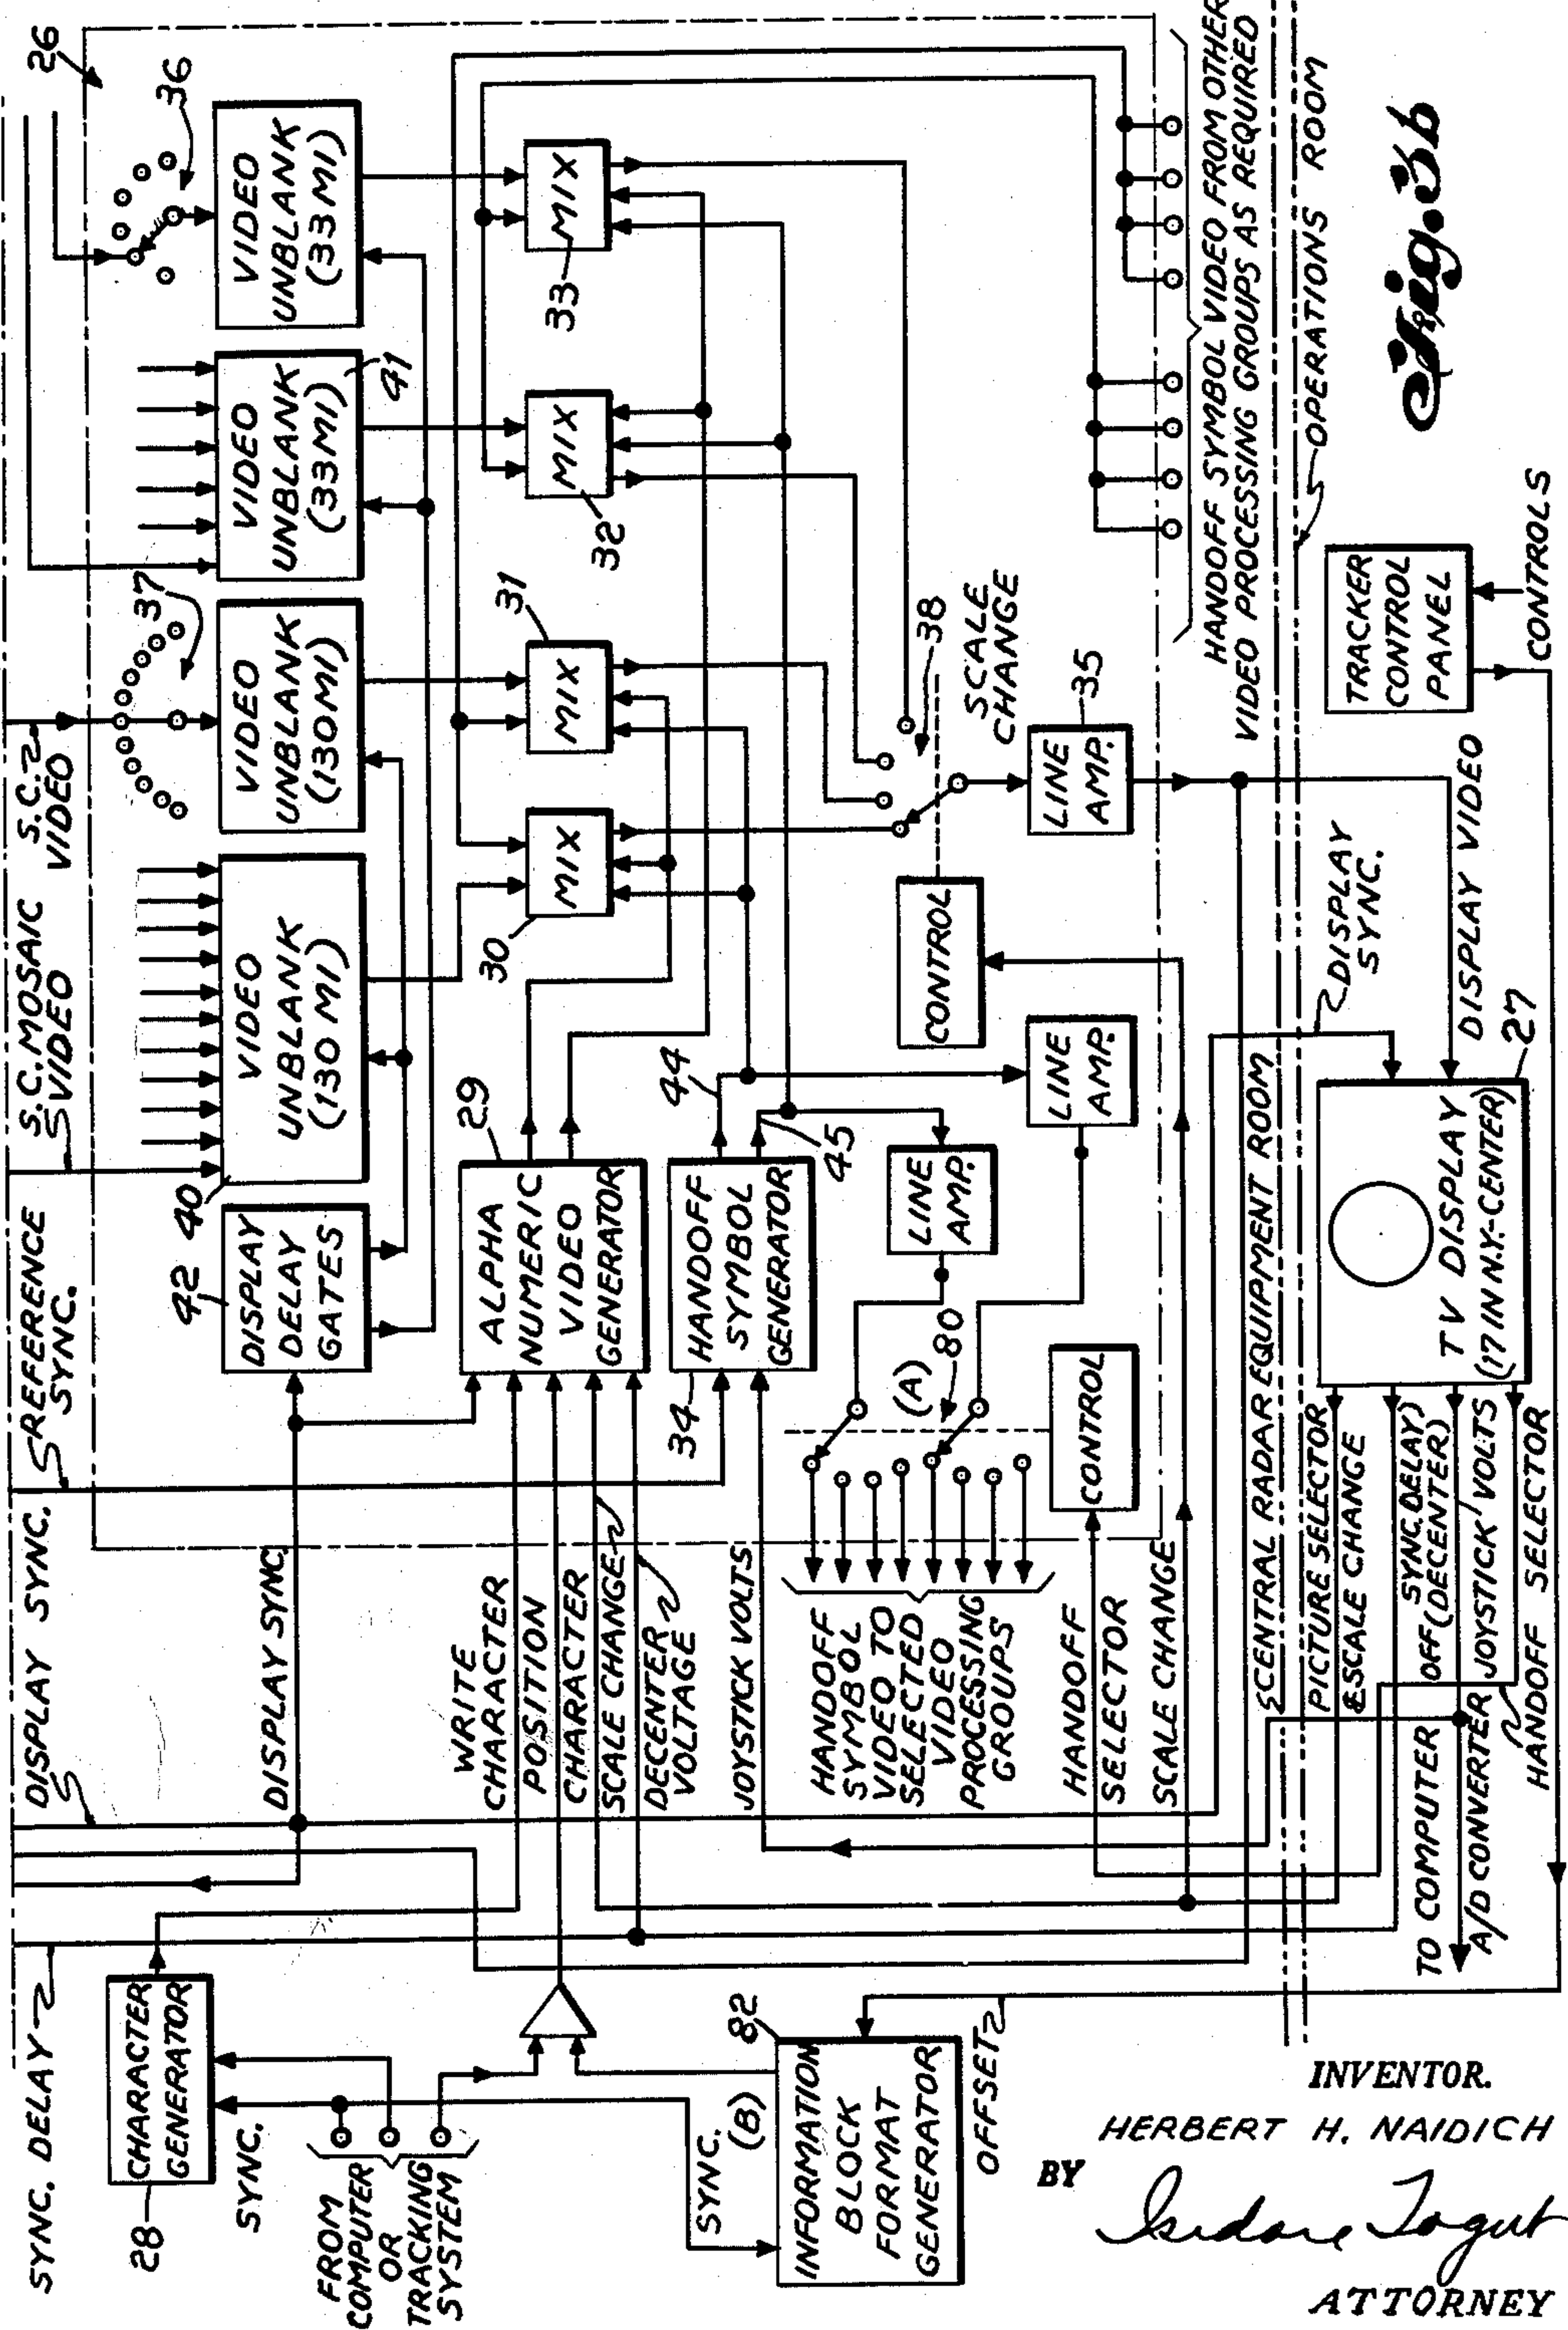 26
36
VIDEO
UNBLANK
(33 MI)
VIDEO
UNBLANK
(33MI)
41
37
VIDEO
UNBLANK
(130MI)
S.C.
VIDEO
S.C. MOSAIC
VIDEO
VIDEO
UNBLANK
(130 MI)
40
42
DISPLAY
DELAY
GATES
REFERENCE
SYNC.
DISPLAY SYNC.
SYNC. DELAY
MIX
33
MIX
32
MIX
31
MIX
30
29
ALPHA
NUMERIC
VIDEO
GENERATOR
44
45
HANDOFF
SYMBOL
GENERATOR
34
38
SCALE
CHANGE
LINE
AMP.
35
CONTROL
LINE
AMP.
LINE
AMP.
(A)
80
CONTROL
HANDOFF SYMBOL VIDEO FROM OTHER
VIDEO PROCESSING GROUPS AS REQUIRED
OPERATIONS ROOM
CENTRAL RADAR EQUIPMENT ROOM
DISPLAY SYNC.
WRITE
CHARACTER
POSITION
CHARACTER
SCALE CHANGE
DECENTER
VOLTAGE
JOYSTICK VOLTS
HANDOFF
SYMBOL
VIDEO TO
SELECTED
VIDEO
PROCESSING
GROUPS
HANDOFF
SELECTOR
SCALE CHANGE
TRACKER
CONTROL
PANEL
CONTROLS
DISPLAY
SYNC.
DISPLAY VIDEO
27
TV DISPLAY
(17 IN N.Y.-CENTER)
PICTURE SELECTOR
& SCALE CHANGE
SYNC. DELAY
OFF (DECENTER)
JOYSTICK VOLTS
HANDOFF SELECTOR
TO COMPUTER
A/D CONVERTER
CHARACTER
GENERATOR
28
SYNC.
FROM
COMPUTER
OR
TRACKING
SYSTEM
SYNC.
(B)
82
INFORMATION
BLOCK
FORMAT
GENERATOR
OFFSET
Fig. 3b
INVENTOR.
HERBERT H. NAIDICH
BY
Isidore Togut
ATTORNEY